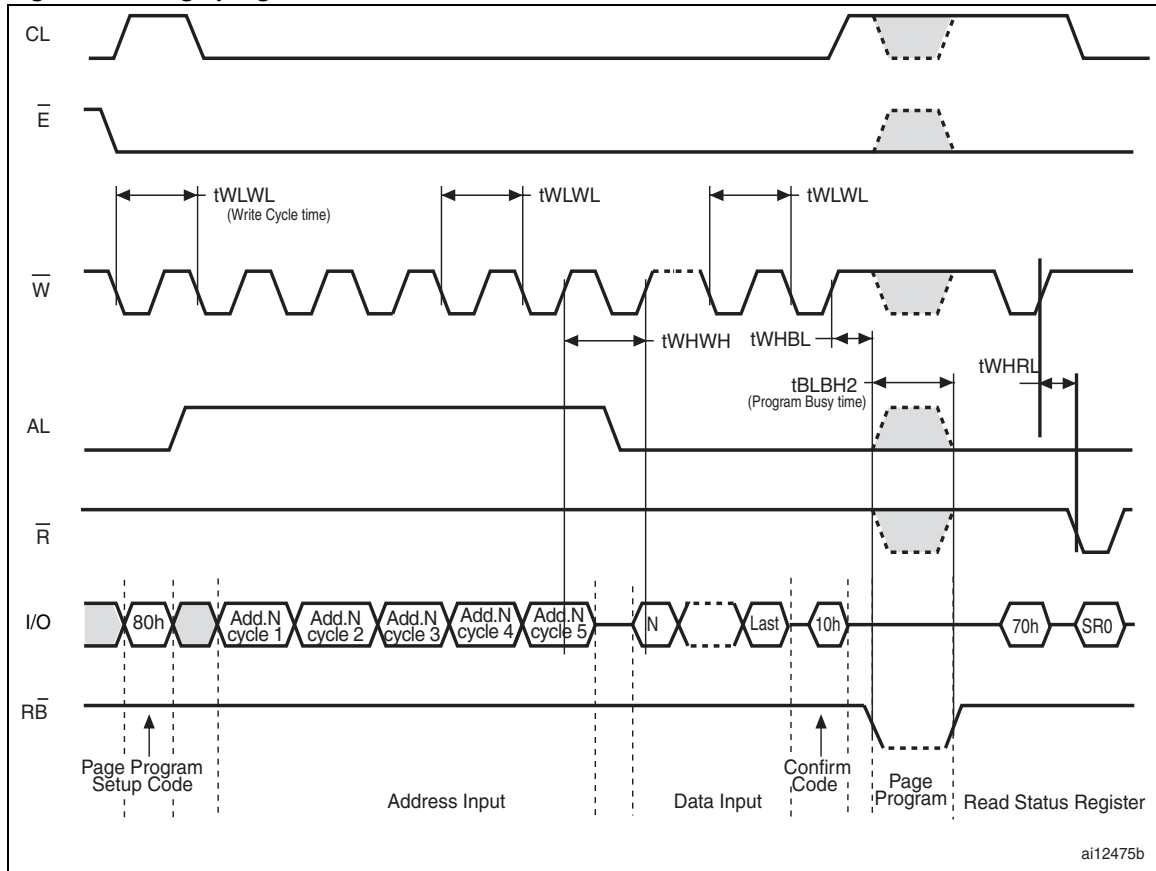 CL
E
tWLWL
(Write Cycle time)
tWLWL
tWLWL
W
tWHWH
tWHBL
tWHRL
tBLBH2
(Program Busy time)
AL
R
I/O
80h
Add.N
cycle 1
Add.N
cycle 2
Add.N
cycle 3
Add.N
cycle 4
Add.N
cycle 5
N
Last
10h
70h
SR0
RB
Page Program
Setup Code
Address Input
Data Input
Confirm
Code
Page
Program
Read Status Register
ai12475b